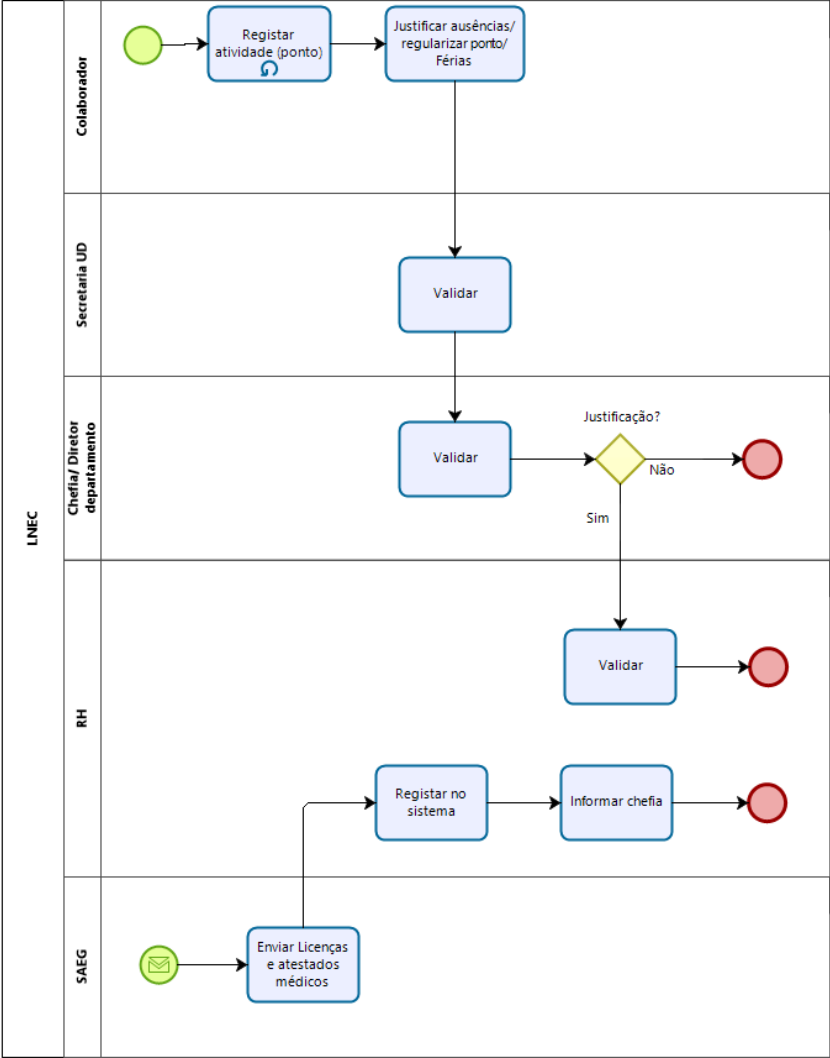 LNEC
Colaborador
Registar
atividade (ponto)
Justificar ausências/
regularizar ponto/
Férias
Secretaria UD
Validar
Chefia/ Diretor
departamento
Validar
Justificação?
Não
Sim
RH
Validar
Registar no
sistema
Informar chefia
SAEG
Enviar Licenças
e atestados
médicos